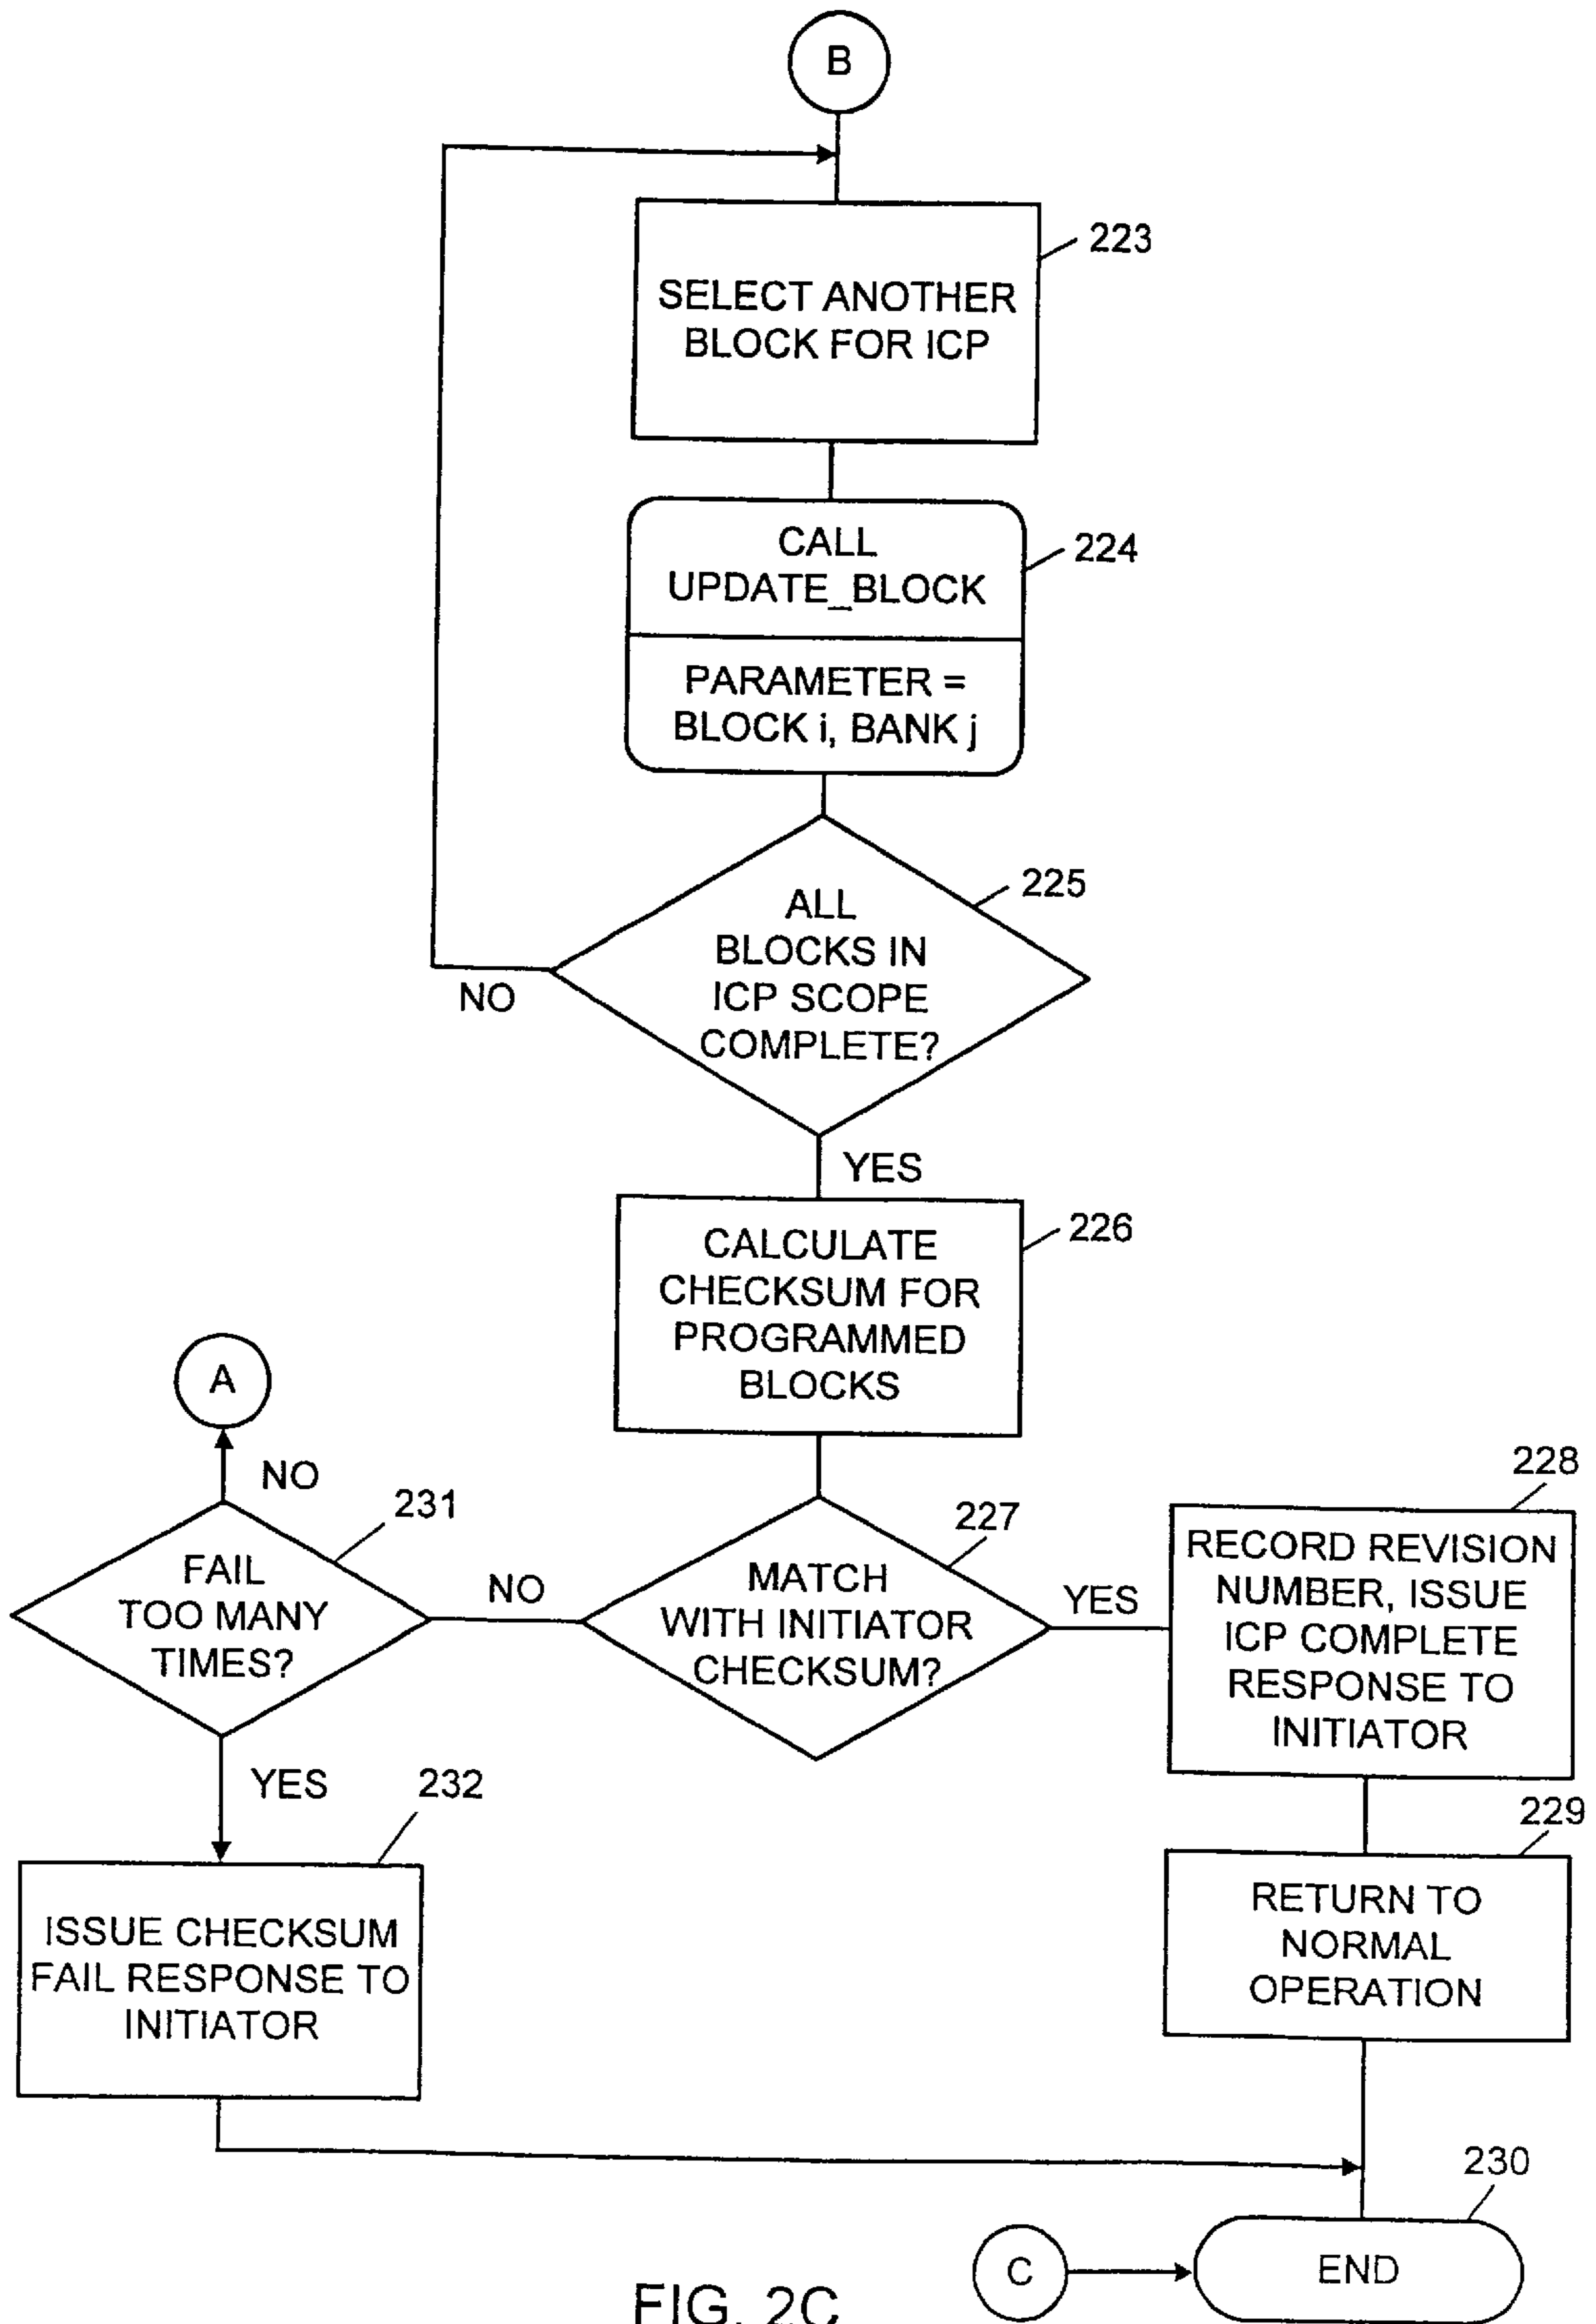 B
223
SELECT ANOTHER
BLOCK FOR ICP
224
CALL
UPDATE_BLOCK
PARAMETER =
BLOCK i, BANK j
225
ALL
BLOCKS IN
ICP SCOPE
COMPLETE?
NO
YES
226
CALCULATE
CHECKSUM FOR
PROGRAMMED
BLOCKS
A
NO
231
FAIL
TOO MANY
TIMES?
NO
227
MATCH
WITH INITIATOR
CHECKSUM?
YES
228
RECORD REVISION
NUMBER, ISSUE
ICP COMPLETE
RESPONSE TO
INITIATOR
YES
232
ISSUE CHECKSUM
FAIL RESPONSE TO
INITIATOR
229
RETURN TO
NORMAL
OPERATION
230
C
END
FIG. 2C